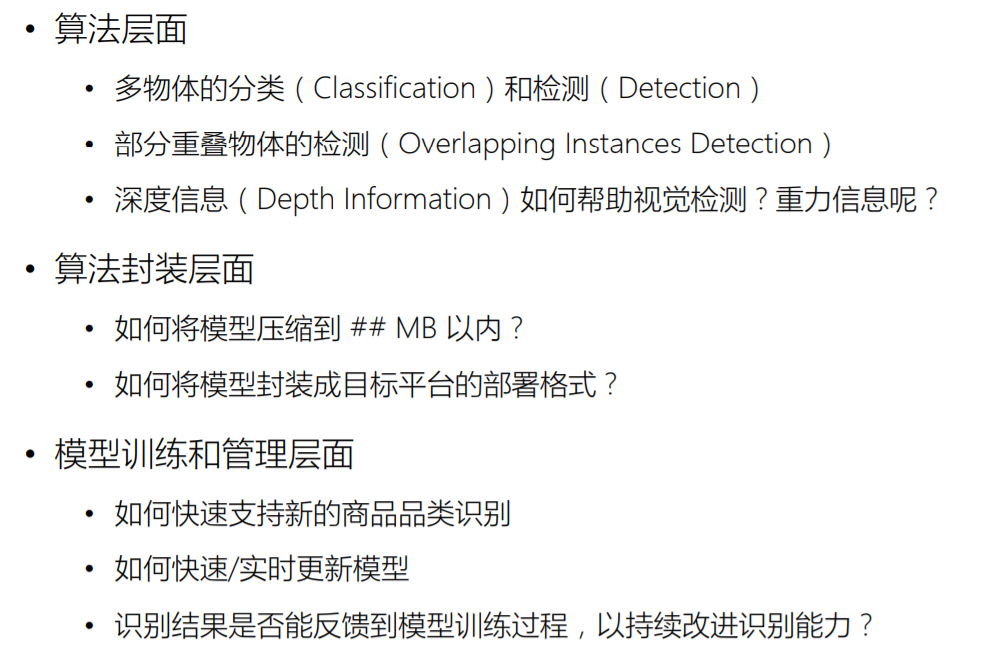 • 算法层面
• 多物体的分类（Classification）和检测（Detection）
• 部分重叠物体的检测（Overlapping Instances Detection）
• 深度信息（Depth Information）如何帮助视觉检测？重力信息呢？
• 算法封装层面
• 如何将模型压缩到 ## MB 以内？
• 如何将模型封装成目标平台的部署格式？
• 模型训练和管理层面
• 如何快速支持新的商品品类识别
• 如何快速/实时更新模型
• 识别结果是否能反馈到模型训练过程，以持续改进识别能力？